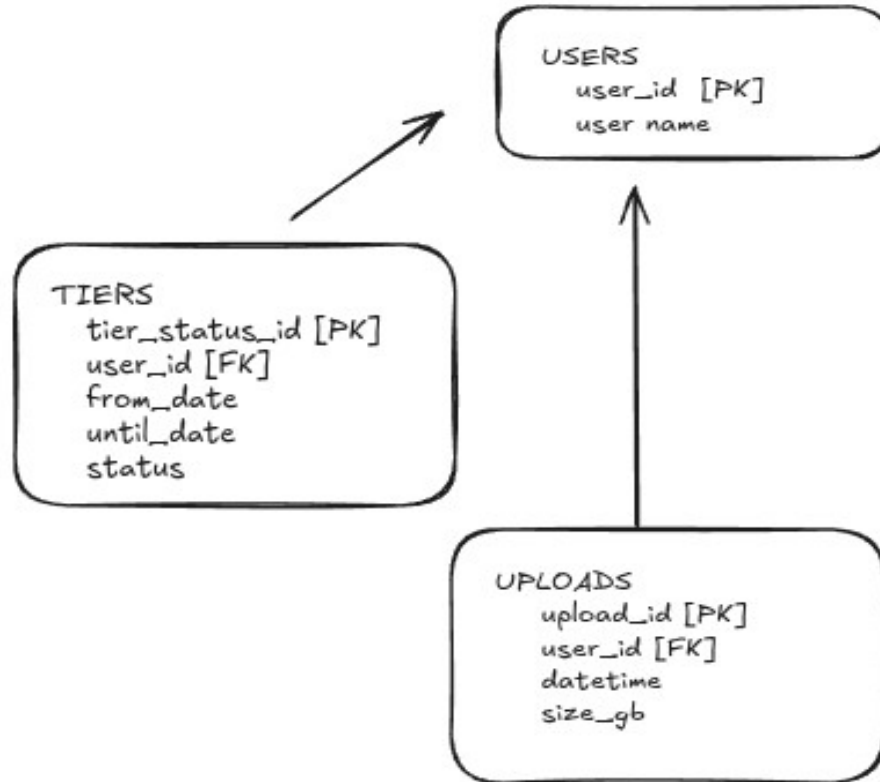 USERS
user_id [PK]
user name
TIERS
tier_status_id [PK]
user_id [FK]
from_date
until_date
status
UPLOADS
upload_id [PK]
user_id [FK]
datetime
size_gb